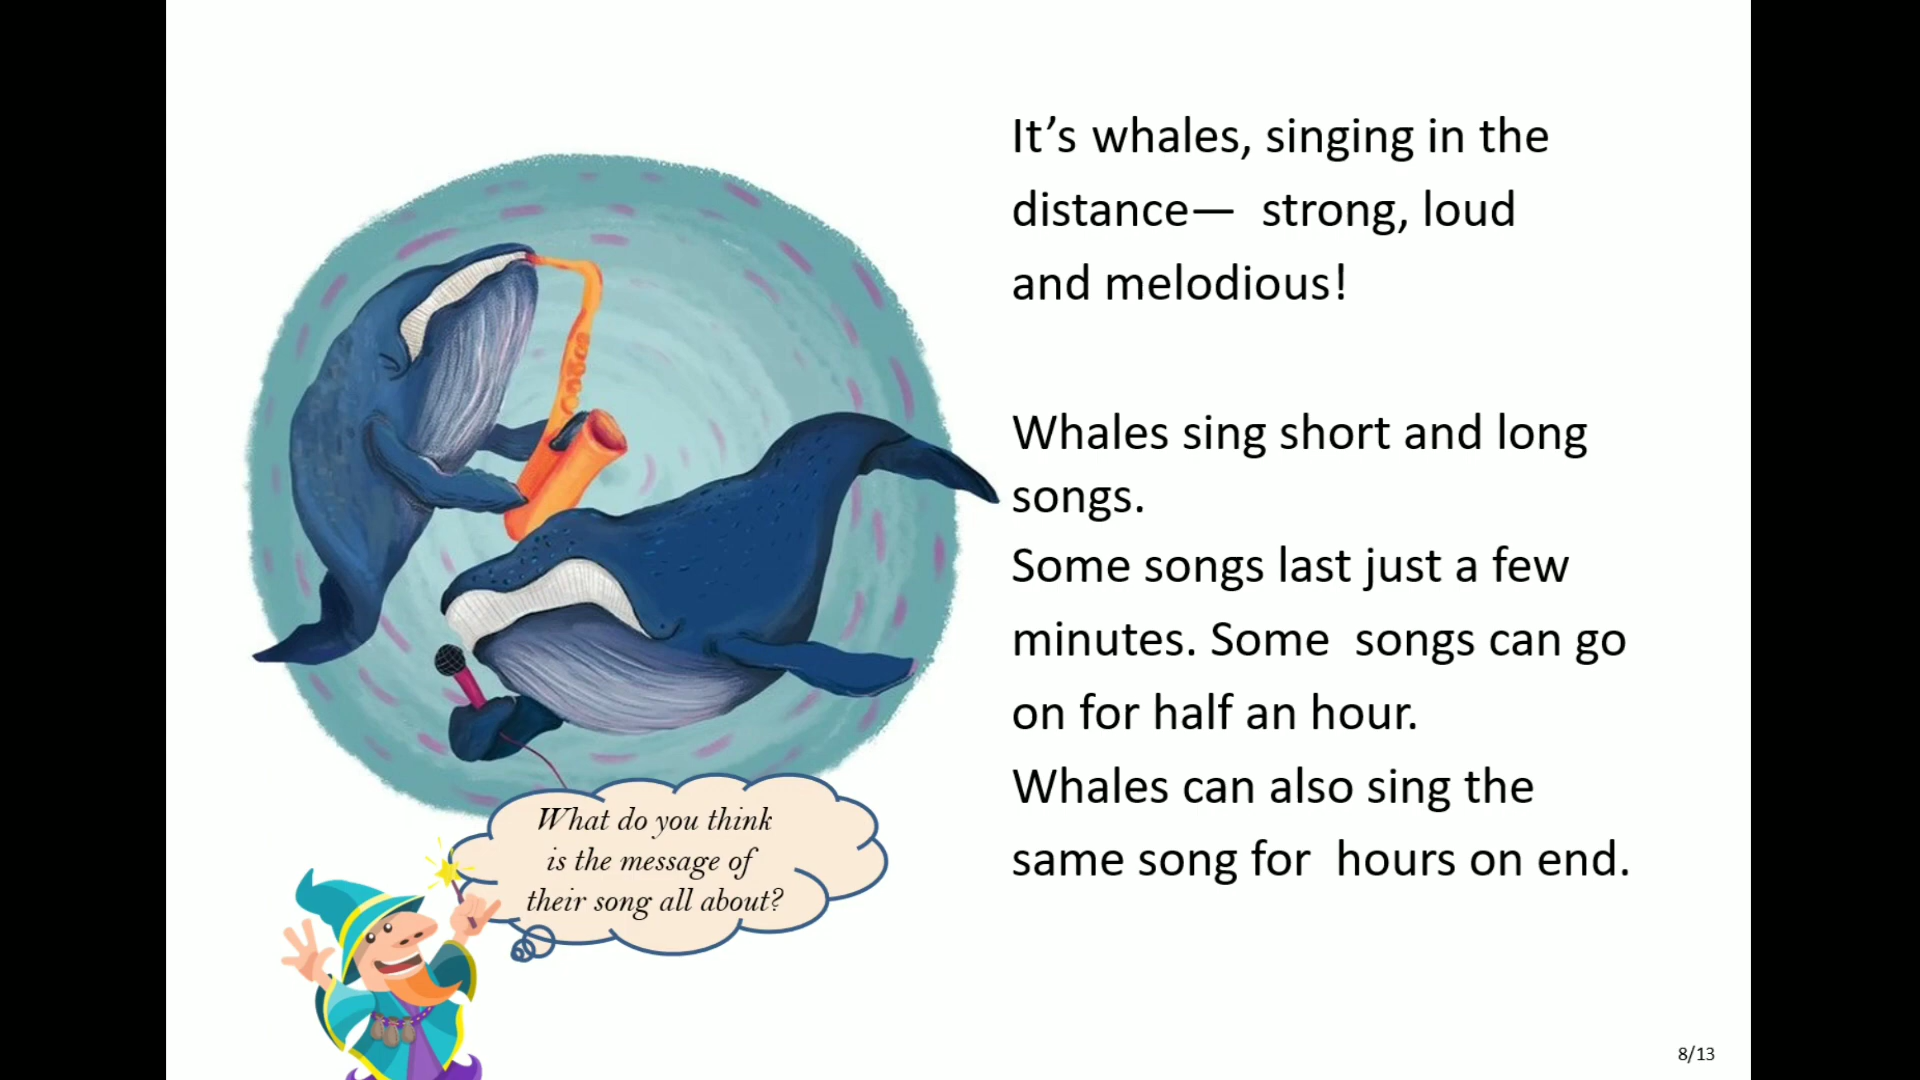 It’s whales, singing in the
distance— strong, loud
and melodious!
Whales sing short and long
songs.
Some songs last just a few
minutes. Some songs can go
on for half an hour.
Whales can also sing the
same song for hours on end.
What do you think
is the message of
their song all about?
8/13